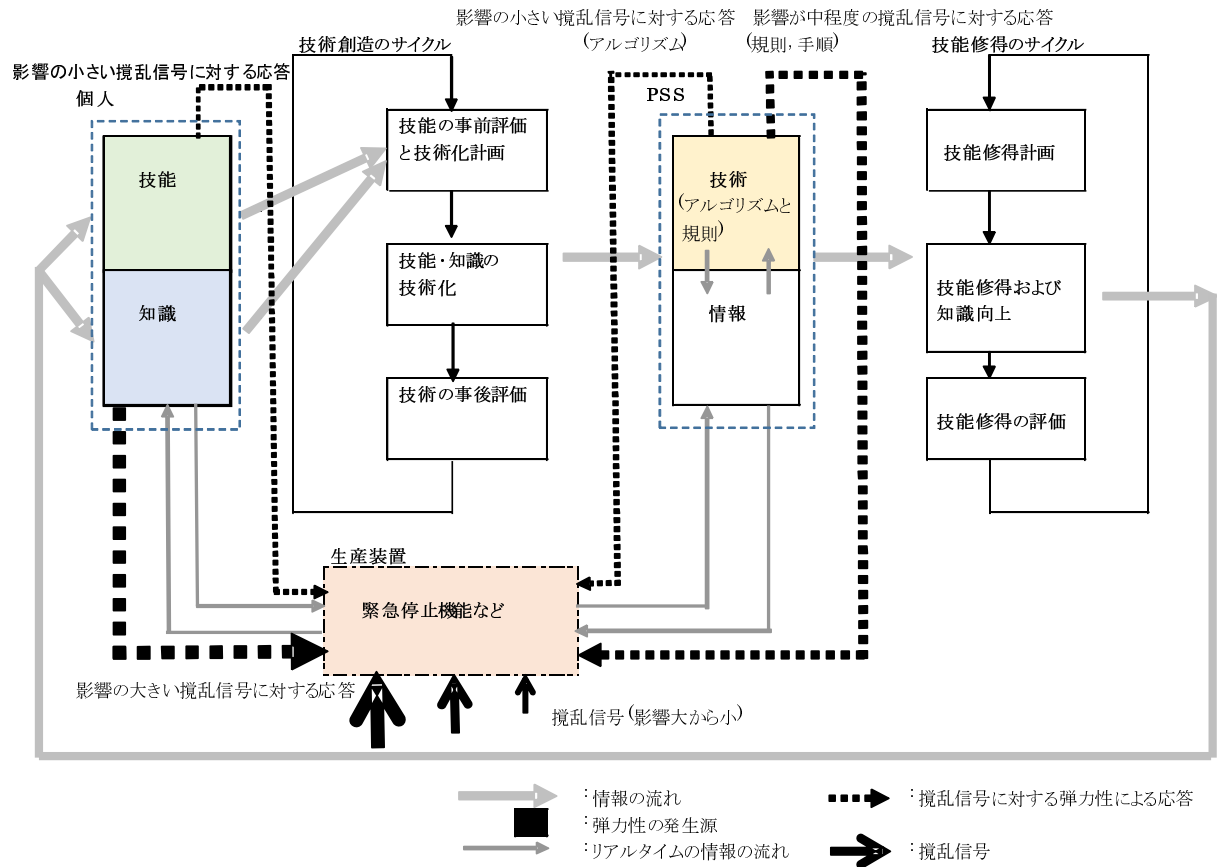 影響の小さい撹乱信号に対する応答
(アルゴリズム)
影響が中程度の撹乱信号に対する応答
(規則, 手順)
技術創造のサイクル
技能修得のサイクル
影響の小さい撹乱信号に対する応答
個人
PSS
技能
知識
技能の事前評価
と技術化計画
技能・知識の
技術化
技術の事後評価
技術
(アルゴリズムと
規則)
情報
技能修得計画
技能修得および
知識向上
技能修得の評価
生産装置
緊急停止機能など
影響の大きい撹乱信号に対する応答
撹乱信号 (影響大から小)
:情報の流れ
:撹乱信号に対する弾力性による応答
:弾力性の発生源
:リアルタイムの情報の流れ
:撹乱信号